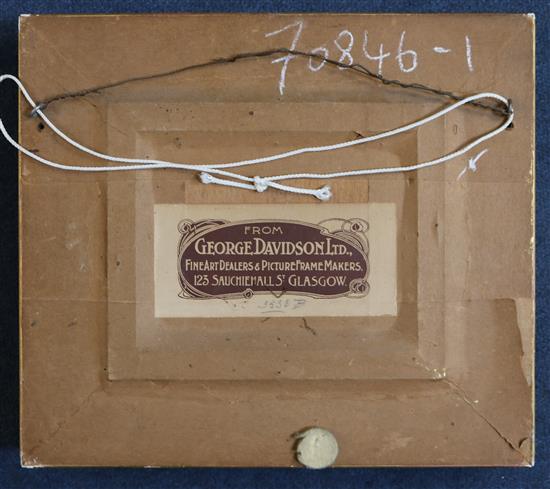 70846-1
FROM
GEORGE DAVIDSON LTD.,
FINE ART DEALERS & PICTURE FRAME MAKERS,
123 SAUCHIEHALL ST GLASGOW.